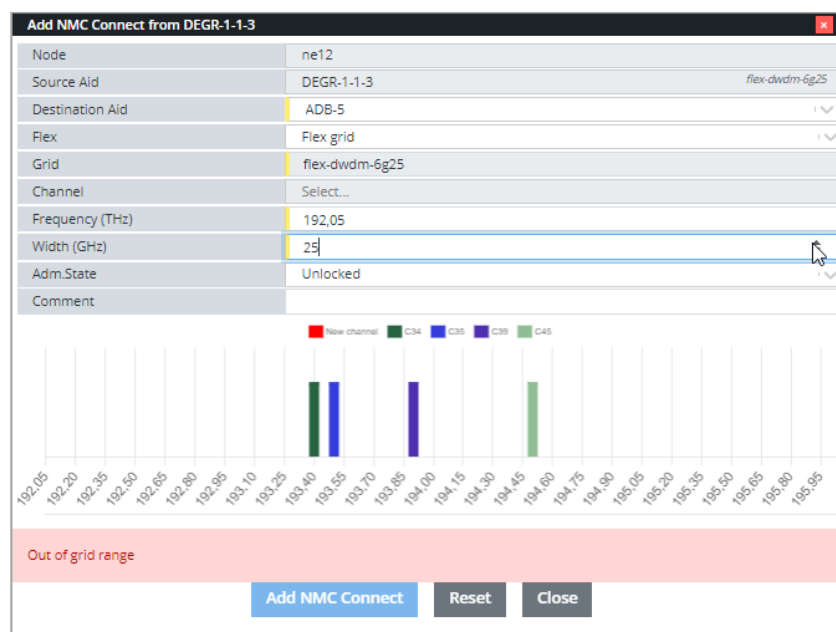 Add NMC Connect from DEGR-1-1-3
Node ne12
Source Aid DEGR-1-1-3 flex-dwdm-6g25
Destination Aid ADB-5
Flex Flex grid
Grid flex-dwdm-6g25
Channel Select...
Frequency (THz) 192,05
Width (GHz) 25
Adm.State Unlocked
Comment
New channel C34 C35 C39 C45
192,05 192,20 192,35 192,50 192,65 192,80 192,95 193,10 193,25 193,40 193,55 193,70 193,85 194,00 194,15 194,30 194,45 194,60 194,75 194,90 195,05 195,20 195,35 195,50 195,65 195,80 195,95
Out of grid range
Add NMC Connect Reset Close